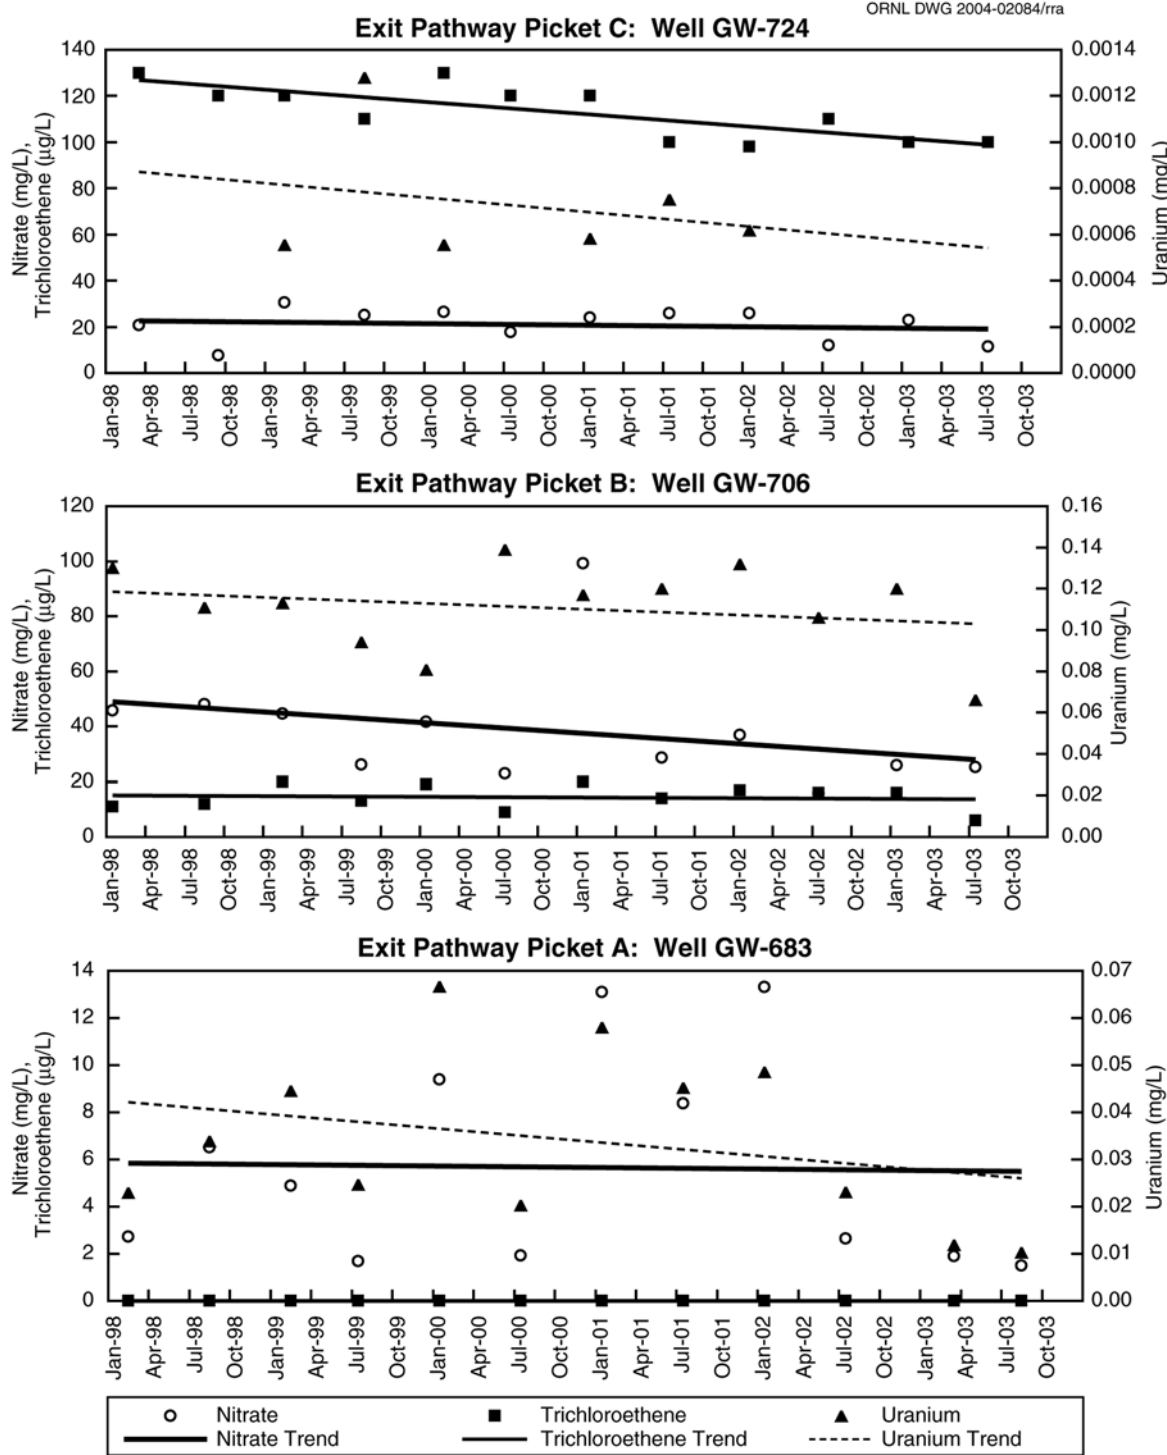 ORNL DWG 2004-02084/rra
Exit Pathway Picket C: Well GW-724
Nitrate (mg/L),
Trichloroethene (µg/L)
140
120
100
80
60
40
20
0
0.0014
0.0012
0.0010
0.0008
0.0006
0.0004
0.0002
0.0000
Uranium (mg/L)
Jan-98 Apr-98 Jul-98 Oct-98 Jan-99 Apr-99 Jul-99 Oct-99 Jan-00 Apr-00 Jul-00 Oct-00 Jan-01 Apr-01 Jul-01 Oct-01 Jan-02 Apr-02 Jul-02 Oct-02 Jan-03 Apr-03 Jul-03 Oct-03
Exit Pathway Picket B: Well GW-706
Nitrate (mg/L),
Trichloroethene (µg/L)
120
100
80
60
40
20
0
0.16
0.14
0.12
0.10
0.08
0.06
0.04
0.02
0.00
Uranium (mg/L)
Jan-98 Apr-98 Jul-98 Oct-98 Jan-99 Apr-99 Jul-99 Oct-99 Jan-00 Apr-00 Jul-00 Oct-00 Jan-01 Apr-01 Jul-01 Oct-01 Jan-02 Apr-02 Jul-02 Oct-02 Jan-03 Apr-03 Jul-03 Oct-03
Exit Pathway Picket A: Well GW-683
Nitrate (mg/L),
Trichloroethene (µg/L)
14
12
10
8
6
4
2
0
0.07
0.06
0.05
0.04
0.03
0.02
0.01
0.00
Uranium (mg/L)
Jan-98 Apr-98 Jul-98 Oct-98 Jan-99 Apr-99 Jul-99 Oct-99 Jan-00 Apr-00 Jul-00 Oct-00 Jan-01 Apr-01 Jul-01 Oct-01 Jan-02 Apr-02 Jul-02 Oct-02 Jan-03 Apr-03 Jul-03 Oct-03
Nitrate Trichloroethene Uranium
Nitrate Trend Trichloroethene Trend Uranium Trend